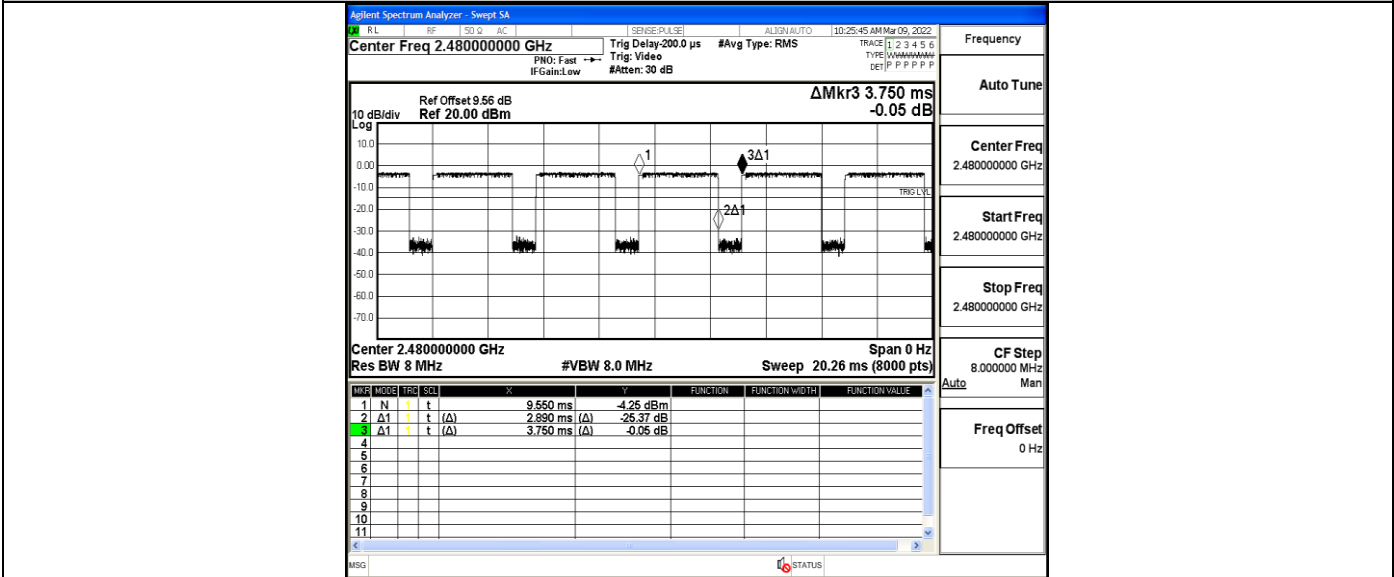 Agilent Spectrum Analyzer - Swept SA
RL RF 50 Ω AC SENSE:PULSE ALIGN AUTO 10:25:45 AM Mar 09, 2022
Center Freq 2.480000000 GHz
PNO: Fast
IFGain:Low
Trig Delay-200.0 µs
Trig: Video
#Atten: 30 dB
#Avg Type: RMS
TRACE 1 2 3 4 5 6
TYPE
DET P P P P P P
Ref Offset 9.56 dB
10 dB/div Ref 20.00 dBm
ΔMkr3 3.750 ms
-0.05 dB
Log
10.0
0.00
-10.0
-20.0
-30.0
-40.0
-50.0
-60.0
-70.0
1
3Δ1
TRIG LVL
2Δ1
Center 2.480000000 GHz Span 0 Hz
Res BW 8 MHz #VBW 8.0 MHz Sweep 20.26 ms (8000 pts)
MKR MODE TRC SCL X Y FUNCTION FUNCTION WIDTH FUNCTION VALUE
1 N 1 t 9.550 ms -4.25 dBm
2 Δ1 1 t (Δ) 2.890 ms (Δ) -25.37 dB
3 Δ1 1 t (Δ) 3.750 ms (Δ) -0.05 dB
4
5
6
7
8
9
10
11
MSG STATUS
Frequency
Auto Tune
Center Freq
2.480000000 GHz
Start Freq
2.480000000 GHz
Stop Freq
2.480000000 GHz
CF Step
8.000000 MHz
Auto Man
Freq Offset
0 Hz